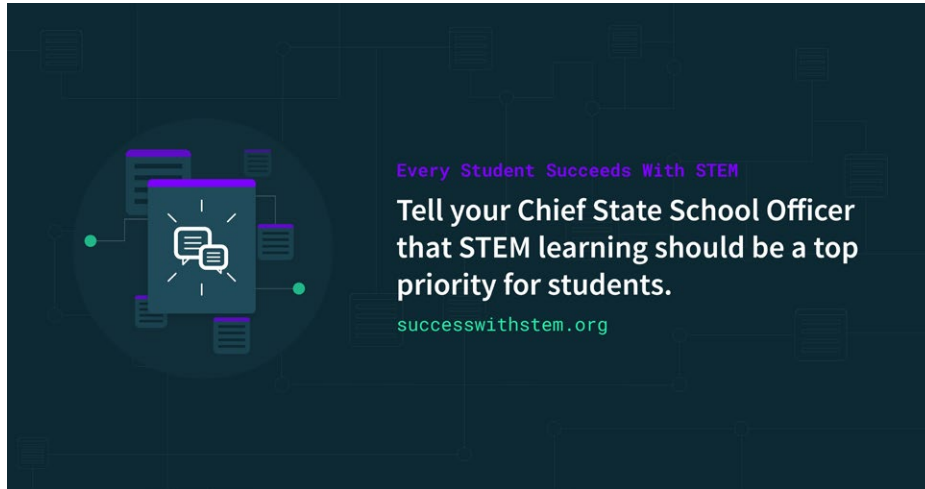 Every Student Succeeds With STEM
Tell your Chief State School Officer
that STEM learning should be a top
priority for students.
successwithstem.org